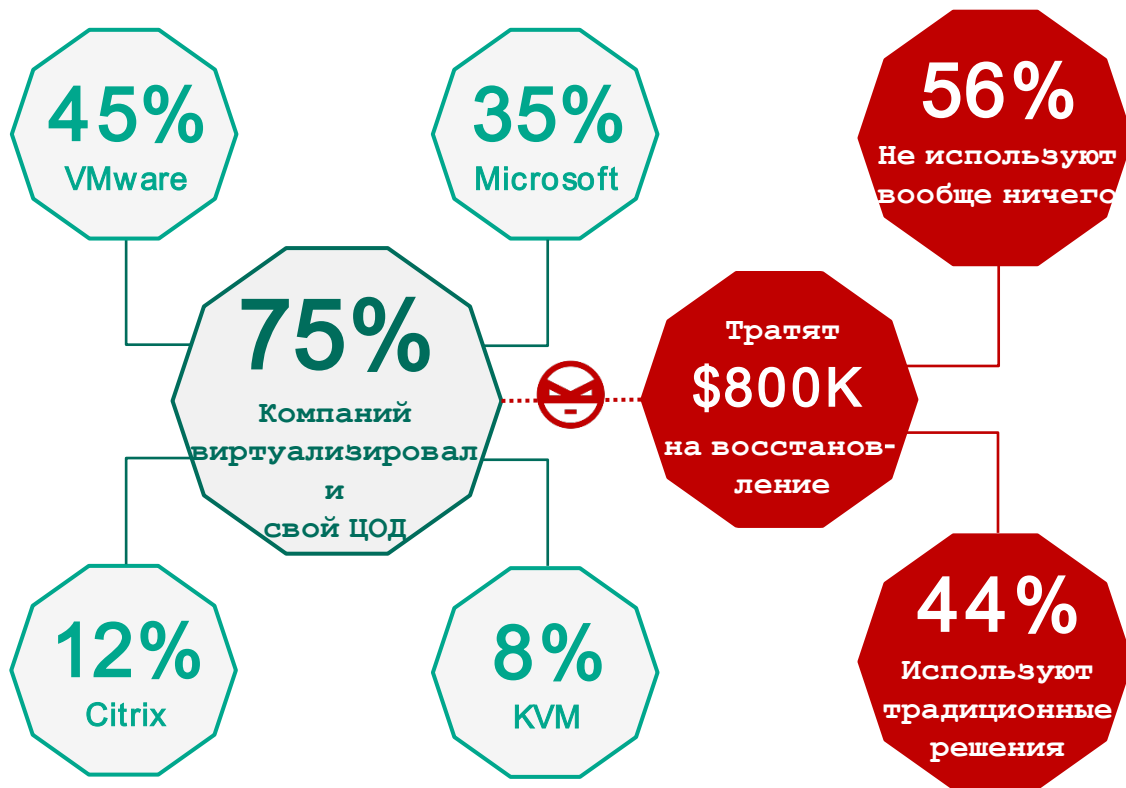 45%
VMware
35%
Microsoft
56%
Не используют
вообще ничего
75%
Компаний
виртуализировал
и
свой ЦОД
Тратят
$800K
на восстанов-
ление
12%
Citrix
8%
KVM
44%
Используют
традиционные
решения